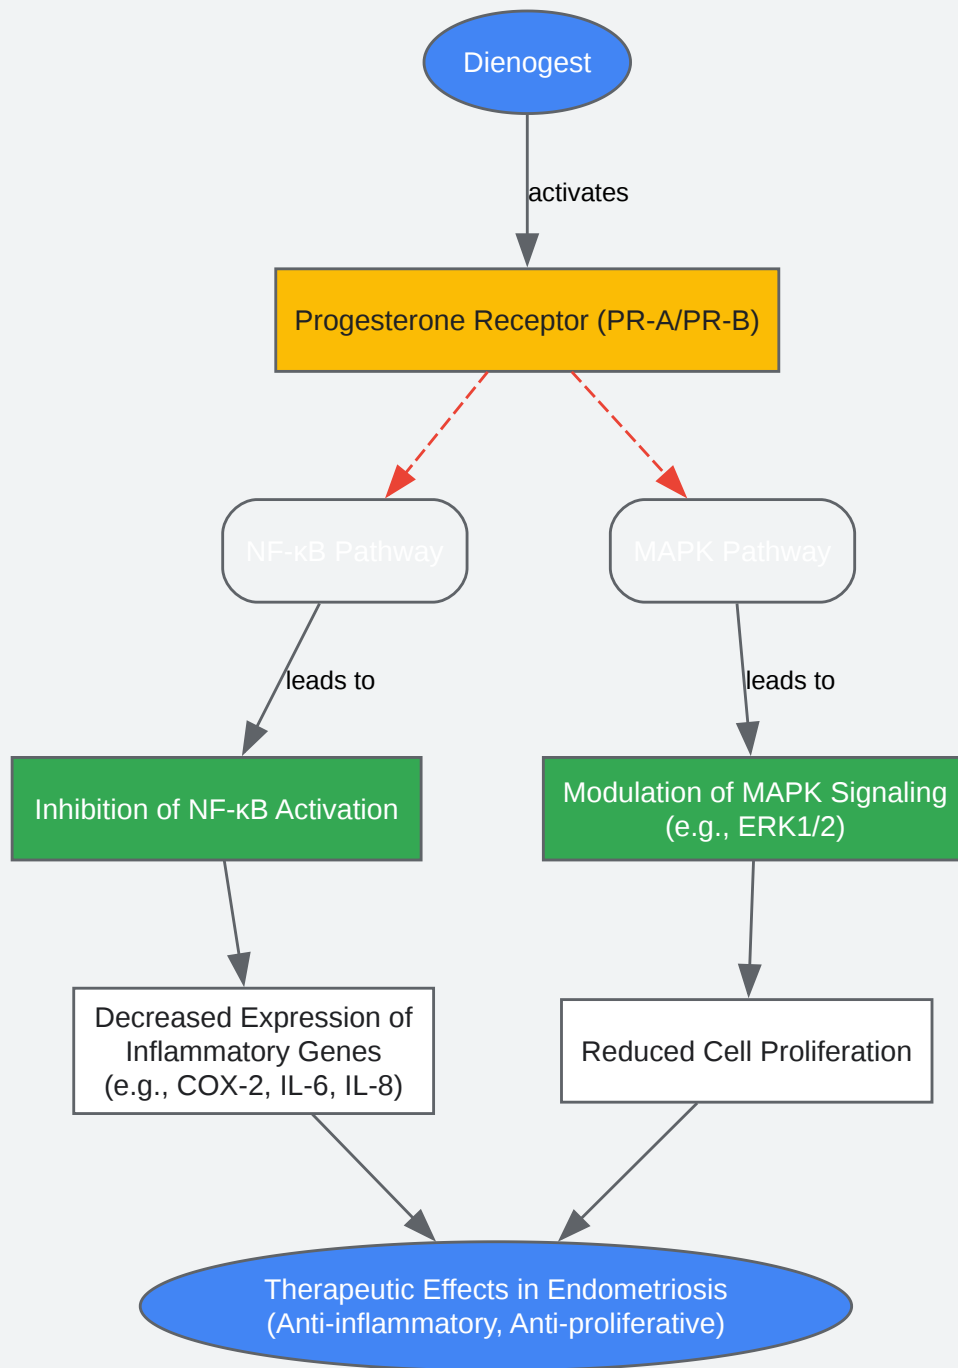 Dienogest
activates
Progesterone Receptor (PR-A/PR-B)
NF-κB Pathway
MAPK Pathway
leads to
leads to
Inhibition of NF-κB Activation
Modulation of MAPK Signaling
(e.g., ERK1/2)
Decreased Expression of
Inflammatory Genes
(e.g., COX-2, IL-6, IL-8)
Reduced Cell Proliferation
Therapeutic Effects in Endometriosis
(Anti-inflammatory, Anti-proliferative)